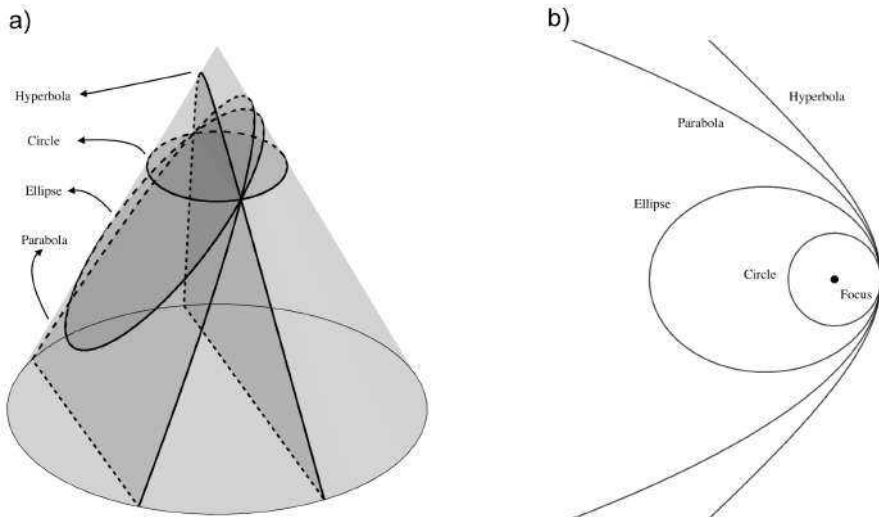 a)
Hyperbola
Circle
Ellipse
Parabola
b)
Hyperbola
Parabola
Ellipse
Circle
Focus